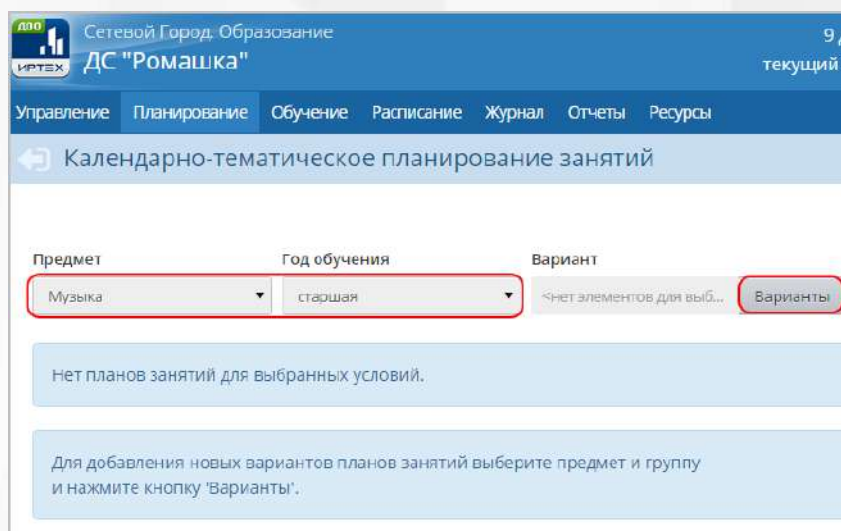 ДПО
ИРТЕХ
Сетевой Город. Образование
ДС "Ромашка"
9
текущий
Управление Планирование Обучение Расписание Журнал Отчеты Ресурсы
Календарно-тематическое планирование занятий
Предмет Год обучения Вариант
Музыка старшая <нет элементов для выб... Варианты
Нет планов занятий для выбранных условий.
Для добавления новых вариантов планов занятий выберите предмет и группу
и нажмите кнопку 'Варианты'.